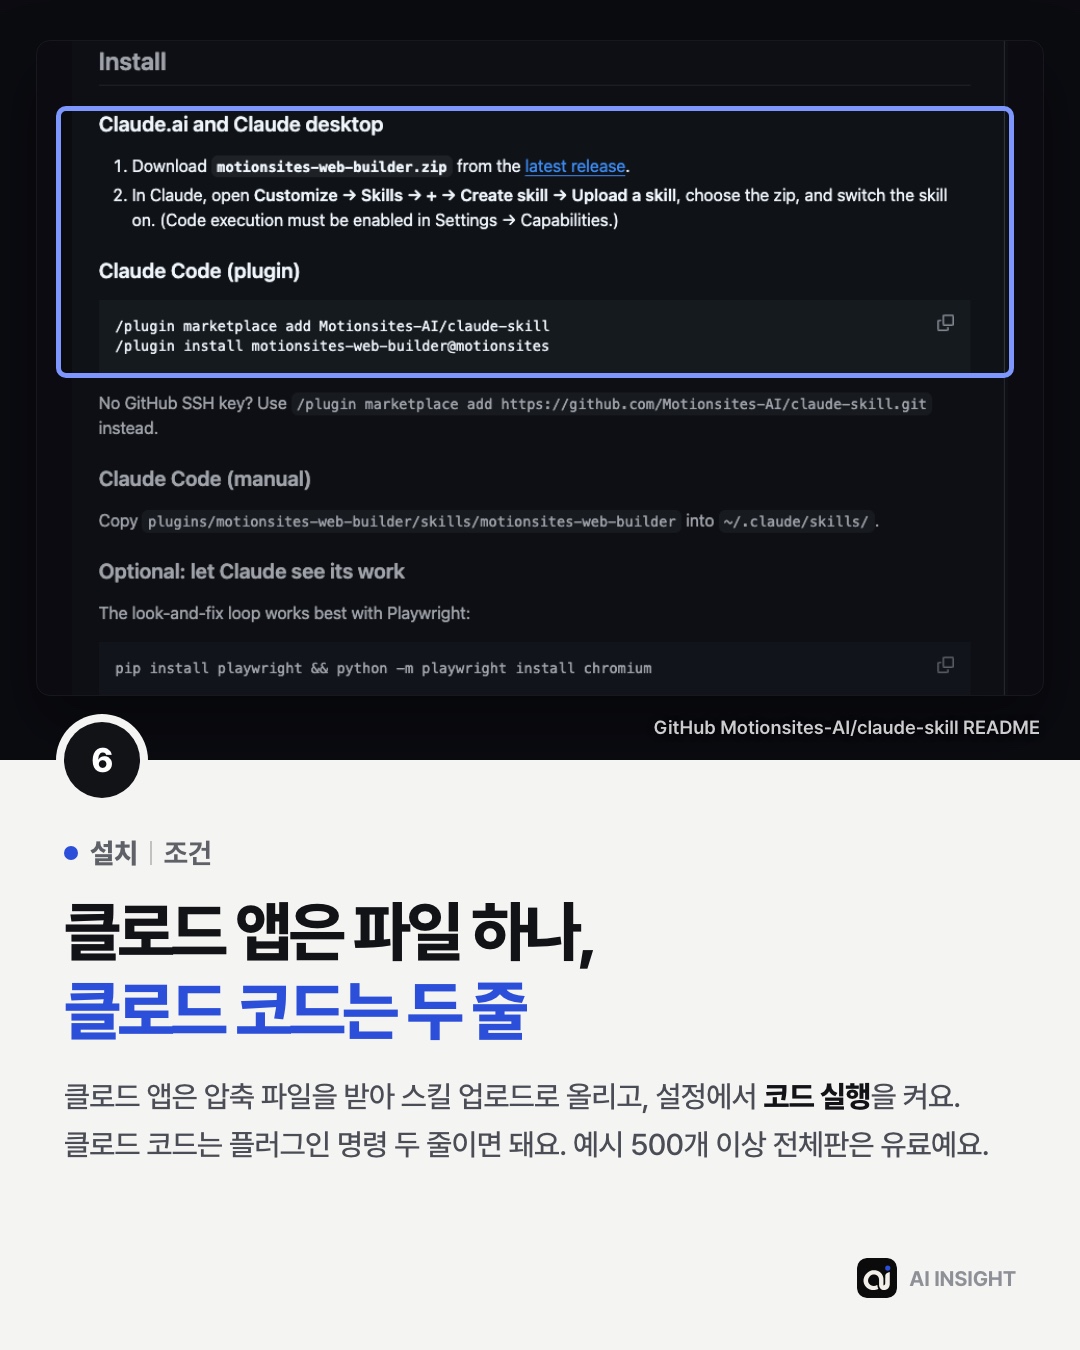 Install
Claude.ai and Claude desktop
1. Download motionsites-web-builder.zip from the latest release.
2. In Claude, open Customize → Skills → + → Create skill → Upload a skill, choose the zip, and switch the skill
on. (Code execution must be enabled in Settings → Capabilities.)
Claude Code (plugin)
/plugin marketplace add Motionsites-AI/claude-skill
/plugin install motionsites-web-builder@motionsites
No GitHub SSH key? Use /plugin marketplace add https://github.com/Motionsites-AI/claude-skill.git
instead.
Claude Code (manual)
Copy plugins/motionsites-web-builder/skills/motionsites-web-builder into ~/.claude/skills/ .
Optional: let Claude see its work
The look-and-fix loop works best with Playwright:
pip install playwright && python -m playwright install chromium
GitHub Motionsites-AI/claude-skill README
6
설치 | 조건
클로드 앱은 파일 하나,
클로드 코드는 두 줄
클로드 앱은 압축 파일을 받아 스킬 업로드로 올리고, 설정에서 코드 실행을 켜요.
클로드 코드는 플러그인 명령 두 줄이면 돼요. 예시 500개 이상 전체판은 유료예요.
ai AI INSIGHT